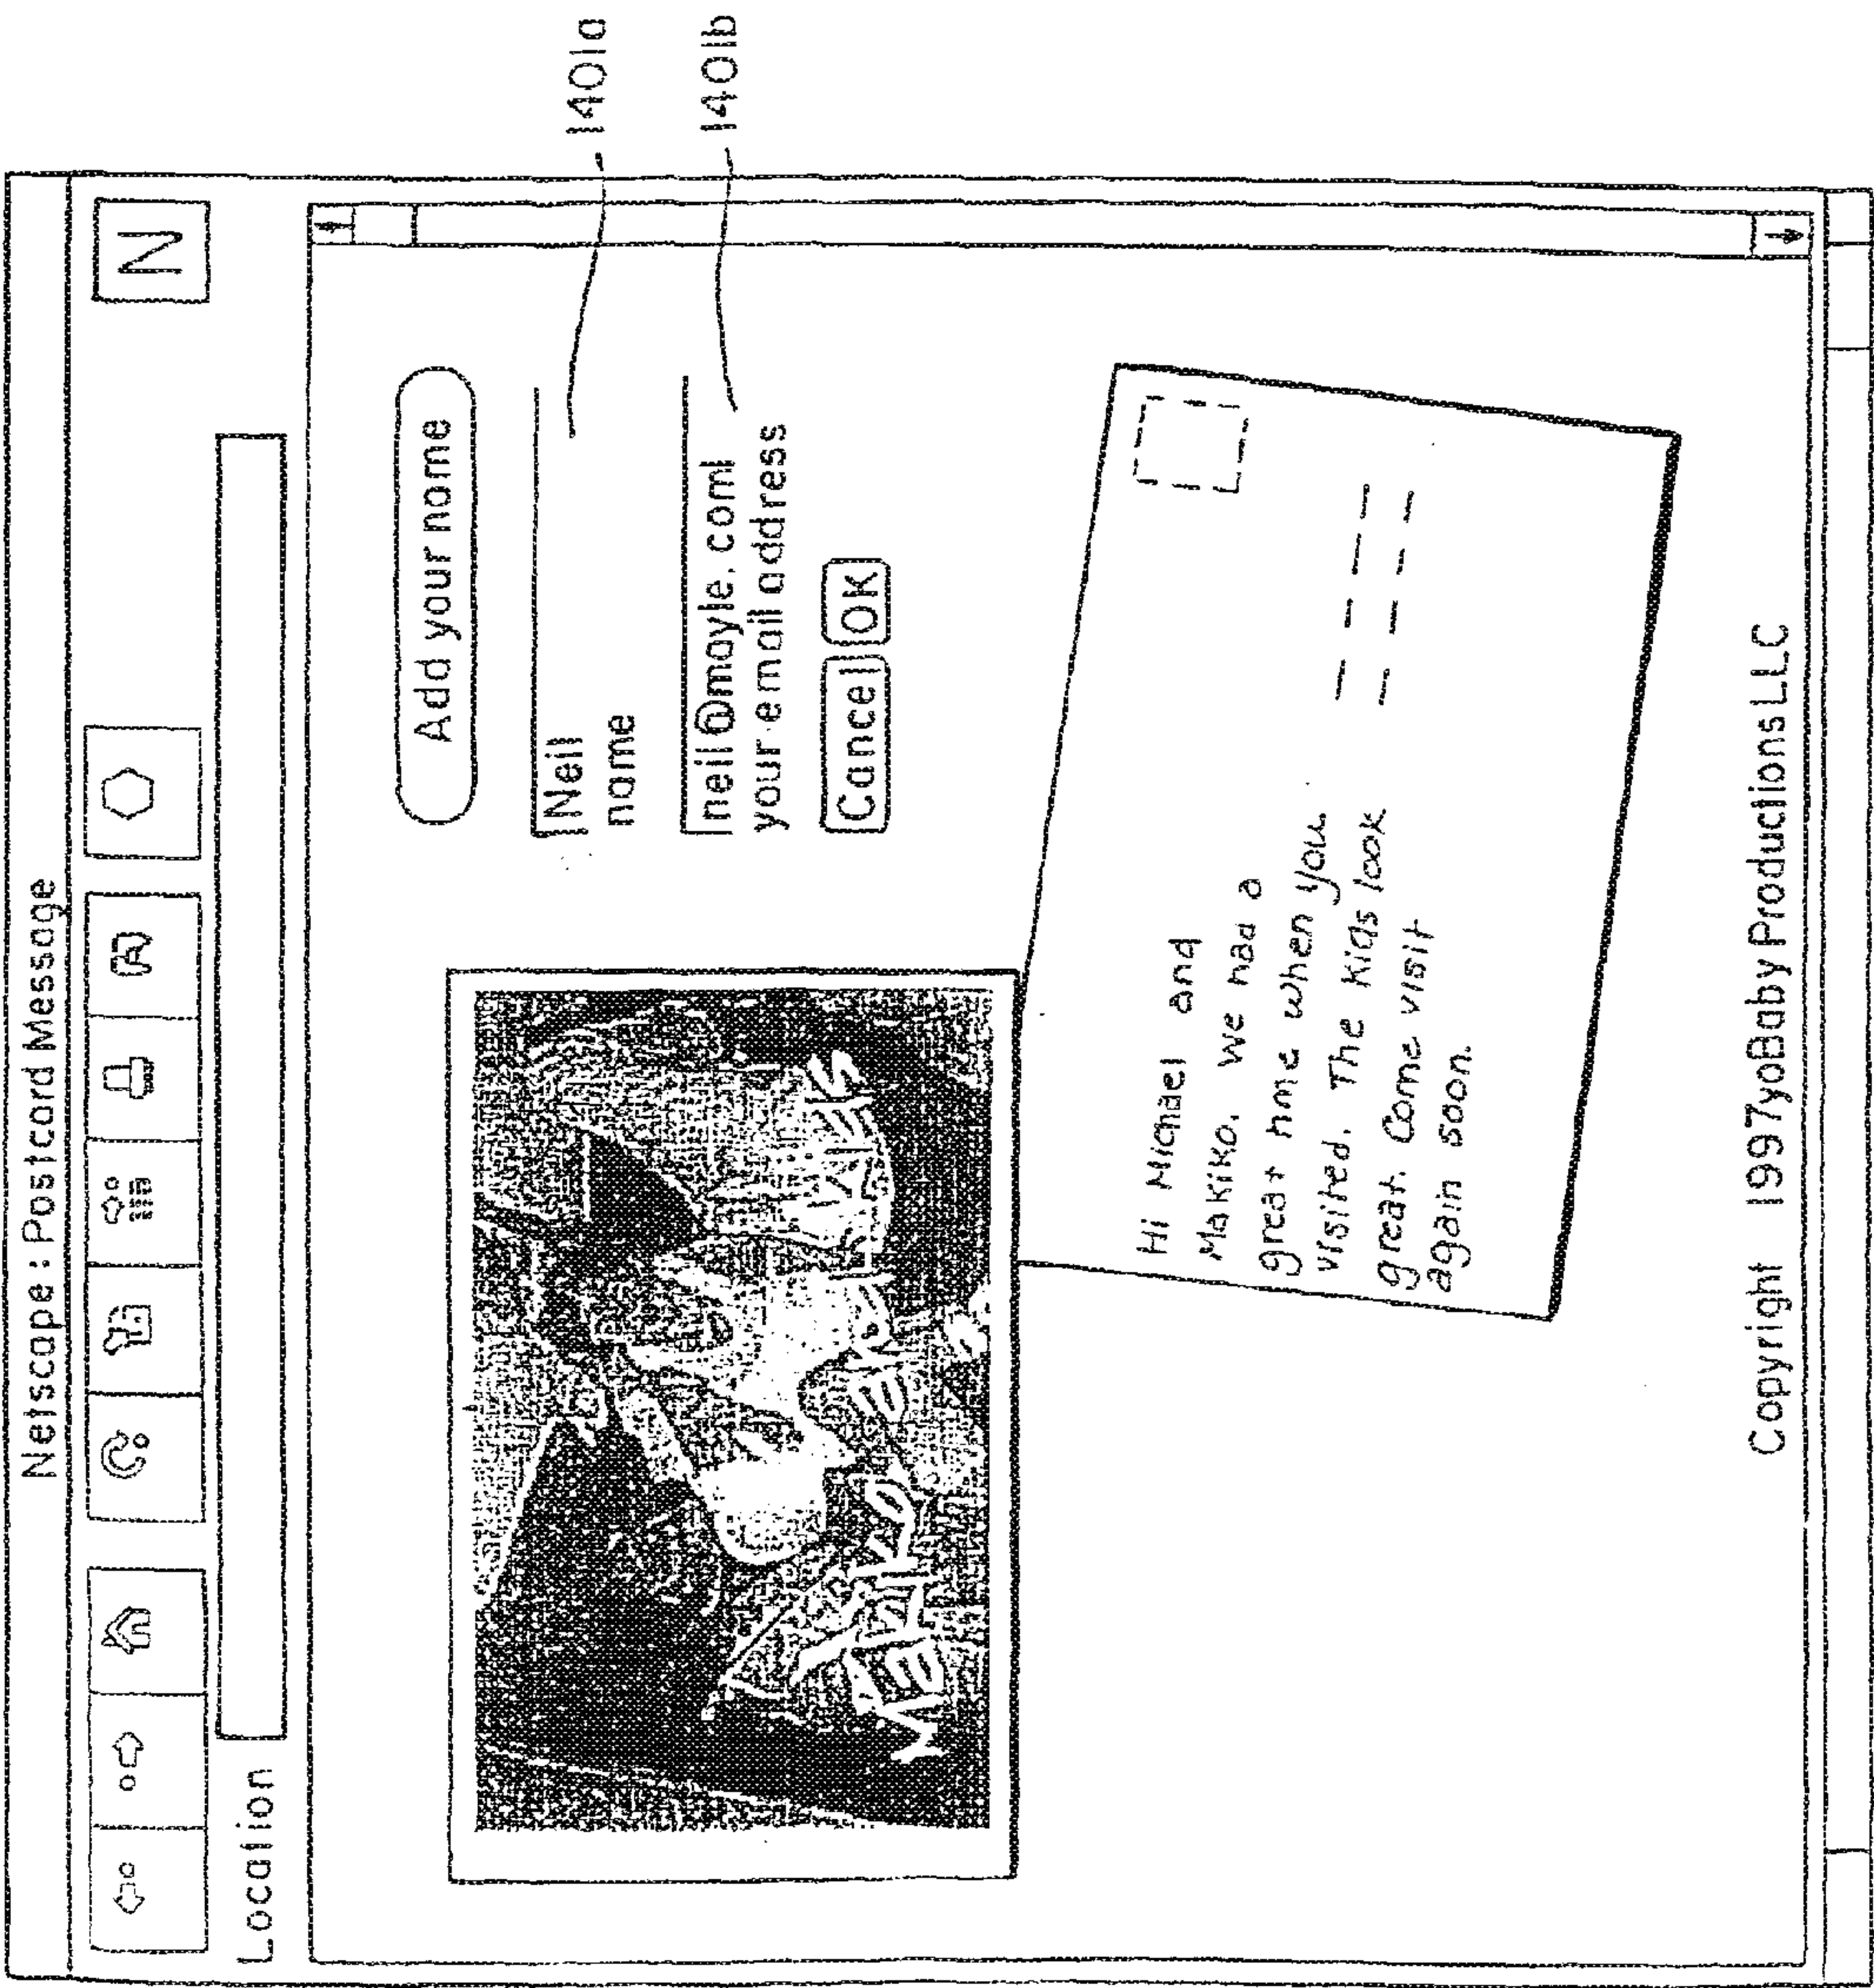 Netscape: Postcard Message
N
Location
Add your name
Neil
name
neil@mayle.com
your email address
Cancel OK
1401a
1401b
Hi Michael and
Makiko. We had a
great time when you
visited. The kids look
great. Come visit
again soon.
Copyright 1997 yoBaby Productions LLC